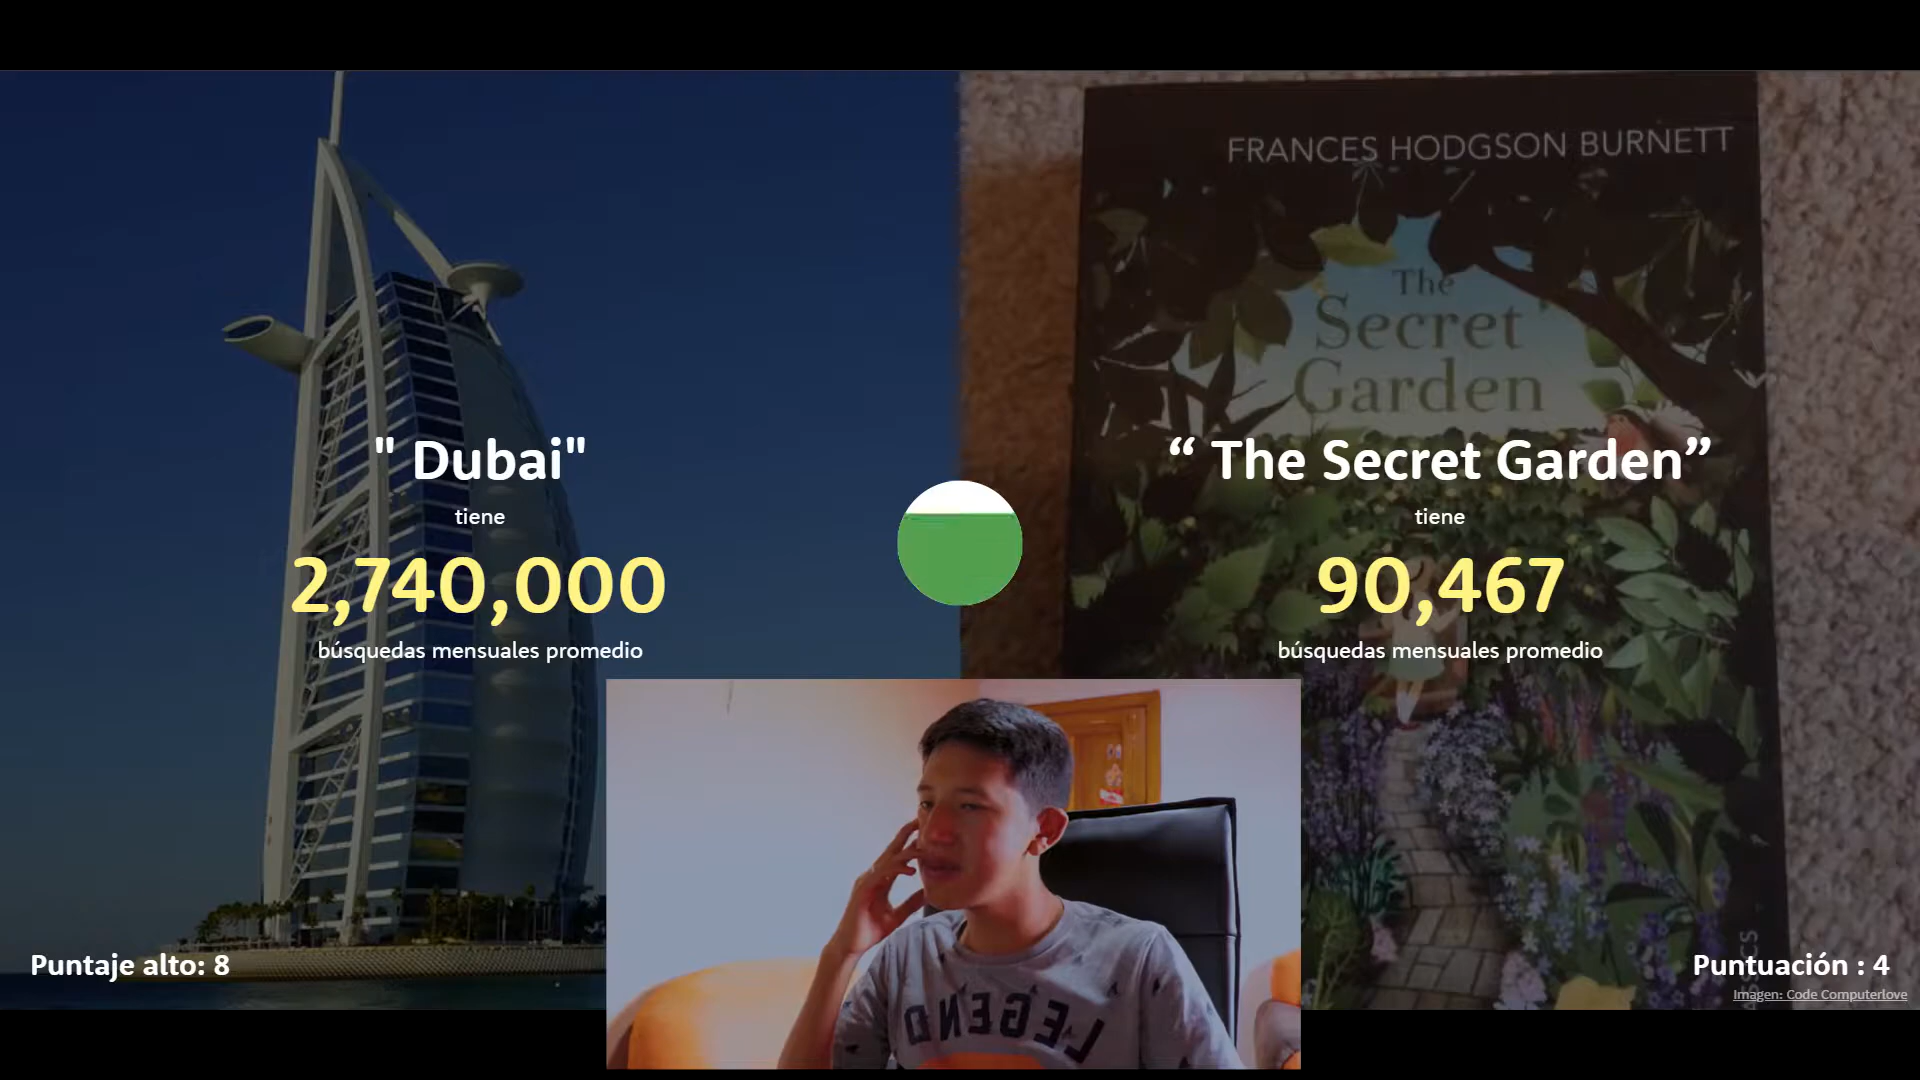 " Dubai"
tiene
2,740,000
búsquedas mensuales promedio
Puntaje alto: 8
FRANCES HODGSON BURNETT
The
Secret
Garden
“ The Secret Garden”
tiene
90,467
búsquedas mensuales promedio
LEGEND
Puntuación : 4
Imagen: Code Computerlove